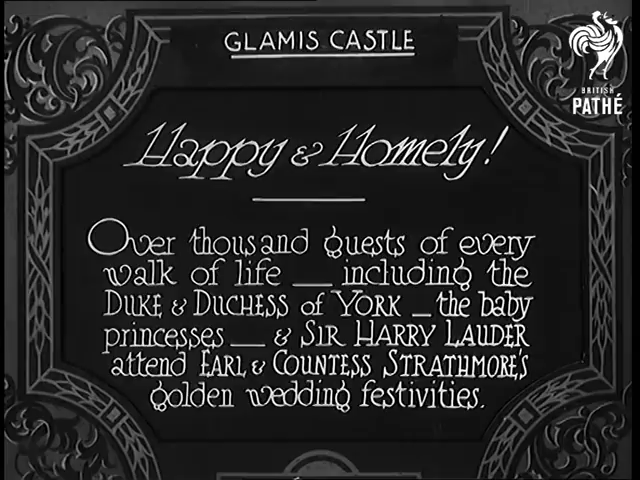 GLAMIS CASTLE
BRITISH
PATHÉ
Happy & Homely!
Over thousand guests of every
walk of life — including the
DUKE & DUCHESS of YORK — the baby
princesses — & SIR HARRY LAUDER
attend EARL & COUNTESS STRATHMORE'S
golden wedding festivities.